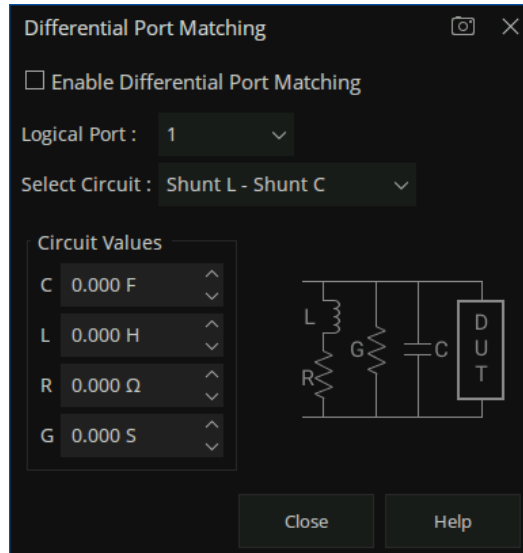 Differential Port Matching
Enable Differential Port Matching
Logical Port : 1
Select Circuit : Shunt L - Shunt C
Circuit Values
C 0.000 F
L 0.000 H
R 0.000 Ω
G 0.000 S
L
R
G
C
DUT
Close
Help